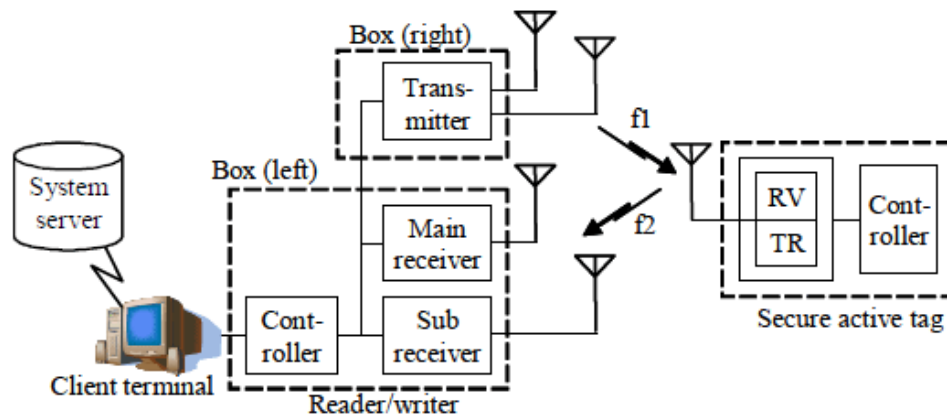 Box (right)
Trans-
mitter
f1
Box (left)
System
server
Main
receiver
f2
RV
TR
Cont-
roller
Cont-
roller
Sub
receiver
Secure active tag
Client terminal
Reader/writer